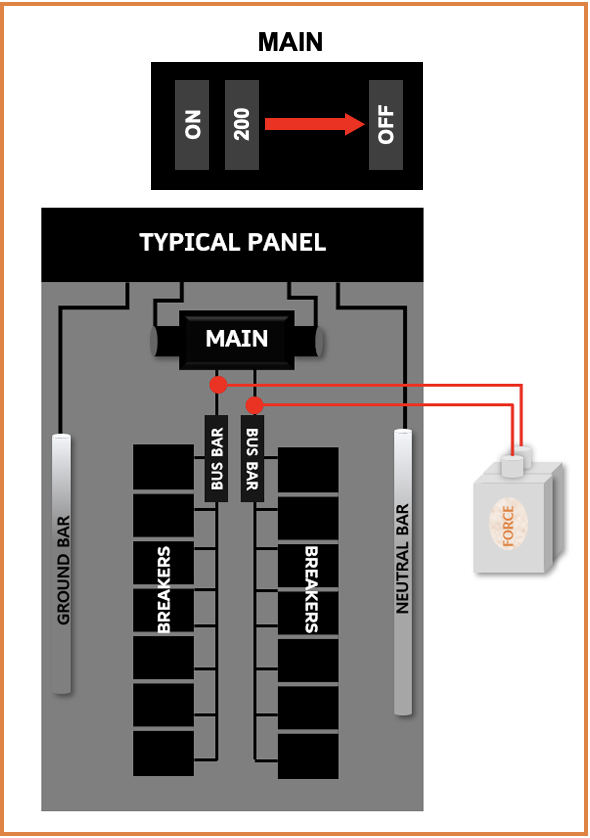 MAIN
ON
200
OFF
TYPICAL PANEL
MAIN
BUS BAR
BUS BAR
GROUND BAR
BREAKERS
BREAKERS
NEUTRAL BAR
FORCE